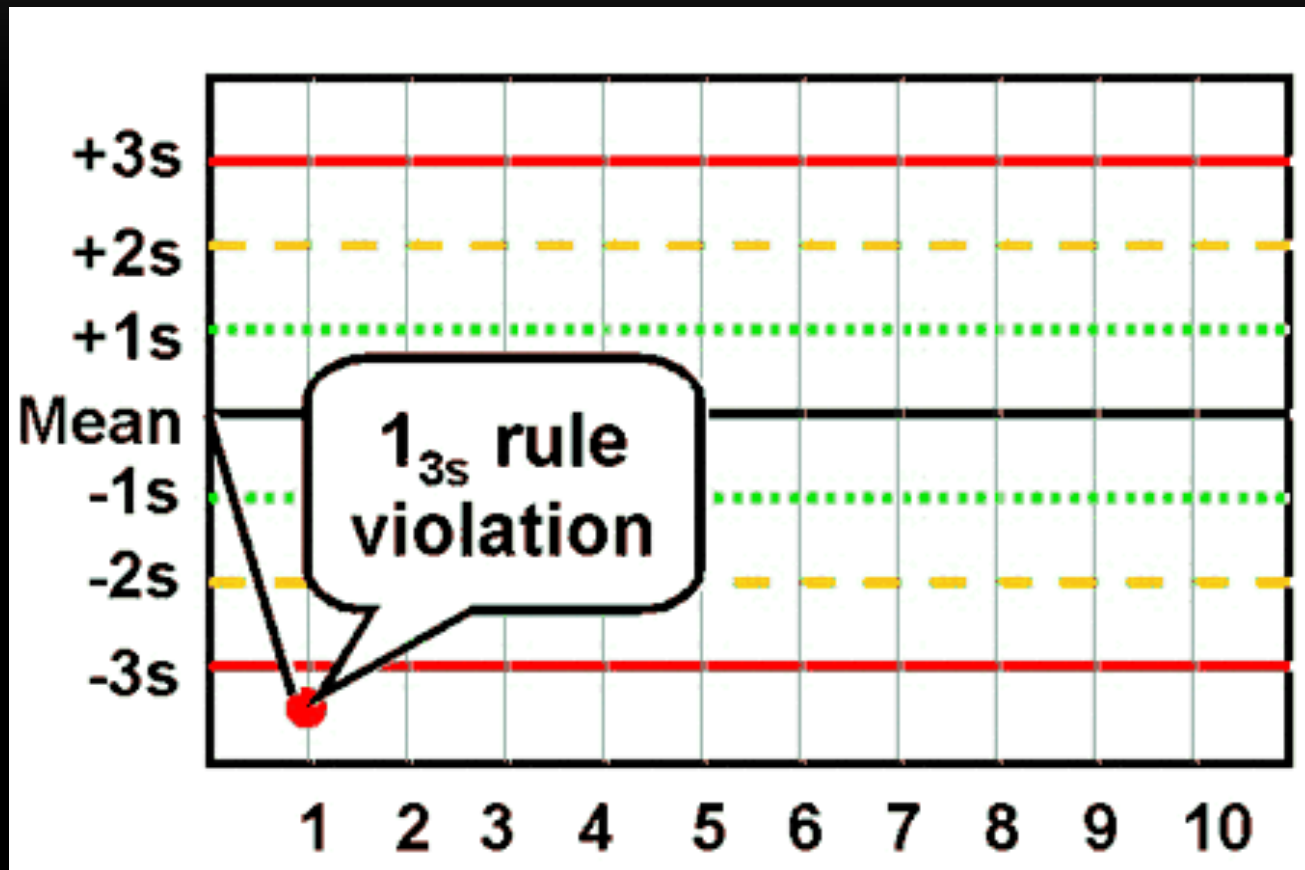 +3s
+2s
+1s
Mean
-1s
-2s
-3s
1₃ₛ rule
violation
1 2 3 4 5 6 7 8 9 10